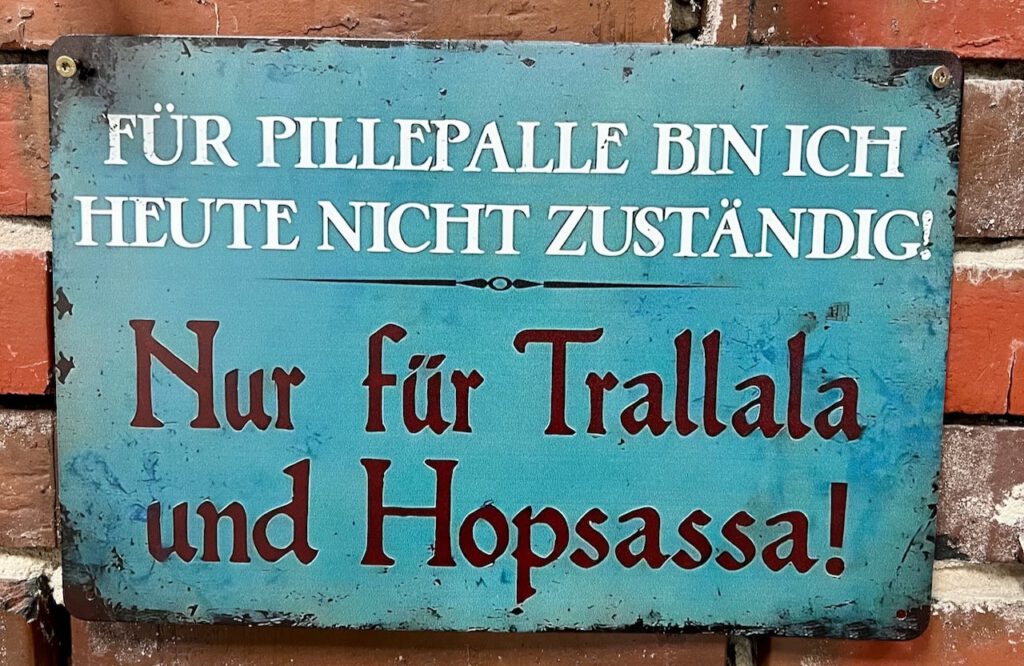 FÜR PILLEPALLE BIN ICH
HEUTE NICHT ZUSTÄNDIG!
Nur für Trallala
und Hopsassa!